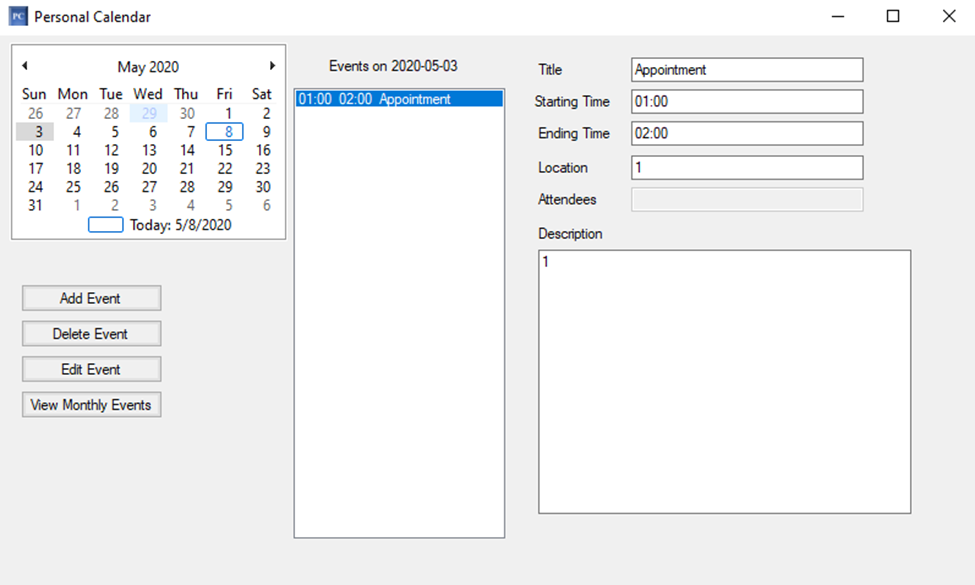 PC Personal Calendar
May 2020
Sun Mon Tue Wed Thu Fri Sat
26 27 28 29 30 1 2
3 4 5 6 7 8 9
10 11 12 13 14 15 16
17 18 19 20 21 22 23
24 25 26 27 28 29 30
31 1 2 3 4 5 6
Today: 5/8/2020
Add Event
Delete Event
Edit Event
View Monthly Events
Events on 2020-05-03
01:00 02:00 Appointment
Title Appointment
Starting Time 01:00
Ending Time 02:00
Location 1
Attendees
Description
1